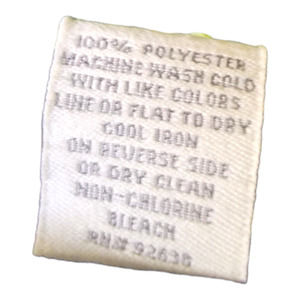 100% POLYESTER
MACHINE WASH COLD
WITH LIKE COLORS
LINE OR FLAT TO DRY
COOL IRON
ON REVERSE SIDE
OR DRY CLEAN
NON-CHLORINE
BLEACH
RN# 92638